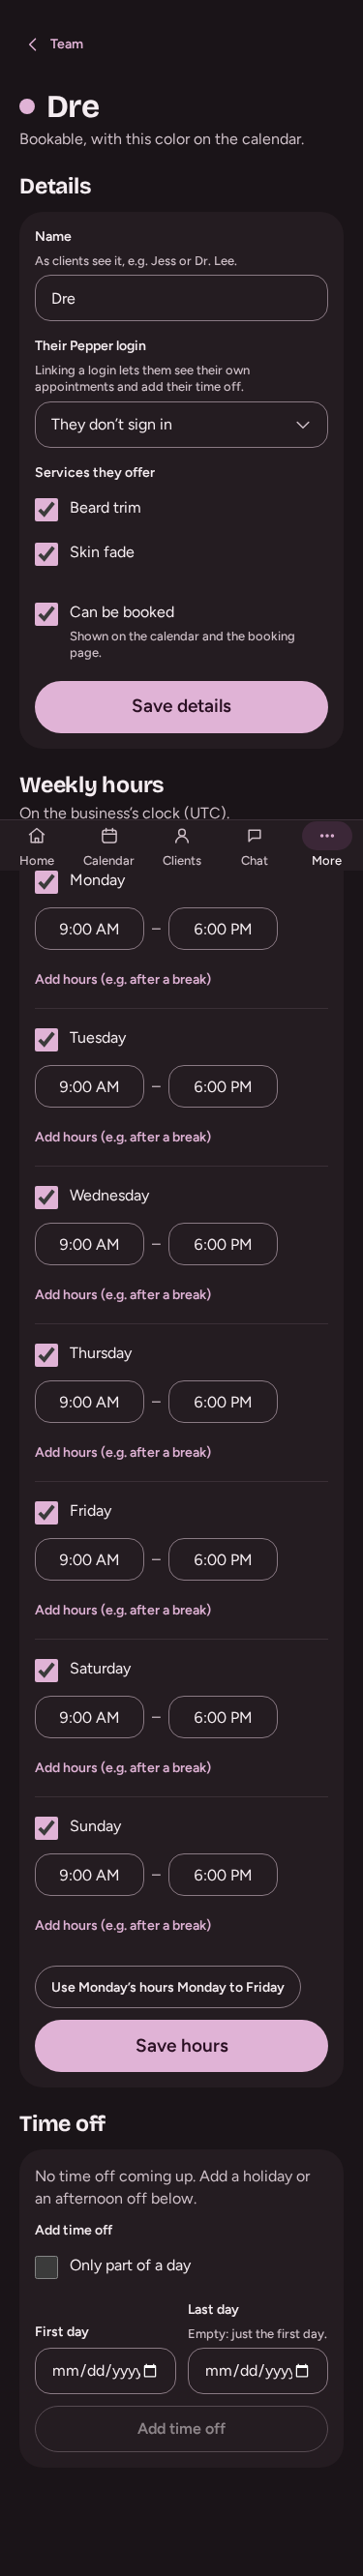 Team
Dre
Bookable, with this color on the calendar.
Details
Name
As clients see it, e.g. Jess or Dr. Lee.
Dre
Their Pepper login
Linking a login lets them see their own
appointments and add their time off.
They don’t sign in
Services they offer
Beard trim
Skin fade
Can be booked
Shown on the calendar and the booking
page.
Save details
Weekly hours
On the business’s clock (UTC).
Home Calendar Clients Chat More
Monday
9:00 AM – 6:00 PM
Add hours (e.g. after a break)
Tuesday
9:00 AM – 6:00 PM
Add hours (e.g. after a break)
Wednesday
9:00 AM – 6:00 PM
Add hours (e.g. after a break)
Thursday
9:00 AM – 6:00 PM
Add hours (e.g. after a break)
Friday
9:00 AM – 6:00 PM
Add hours (e.g. after a break)
Saturday
9:00 AM – 6:00 PM
Add hours (e.g. after a break)
Sunday
9:00 AM – 6:00 PM
Add hours (e.g. after a break)
Use Monday’s hours Monday to Friday
Save hours
Time off
No time off coming up. Add a holiday or
an afternoon off below.
Add time off
Only part of a day
First day
mm/dd/yyyy
Last day
Empty: just the first day.
mm/dd/yyyy
Add time off